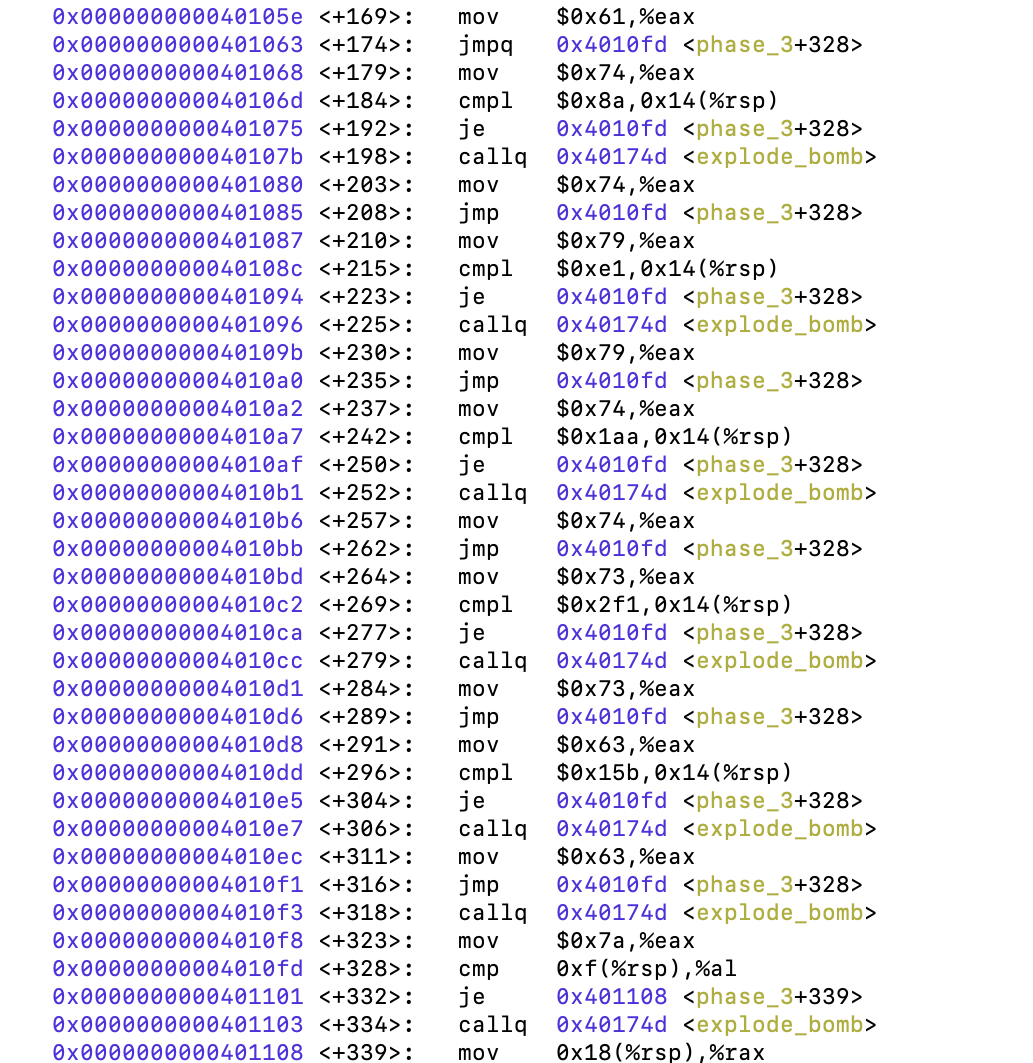 0x000000000040105e <+169>:   mov    $0x61,%eax
0x0000000000401063 <+174>:   jmpq   0x4010fd <phase_3+328>
0x0000000000401068 <+179>:   mov    $0x74,%eax
0x000000000040106d <+184>:   cmpl   $0x8a,0x14(%rsp)
0x0000000000401075 <+192>:   je     0x4010fd <phase_3+328>
0x000000000040107b <+198>:   callq  0x40174d <explode_bomb>
0x0000000000401080 <+203>:   mov    $0x74,%eax
0x0000000000401085 <+208>:   jmp    0x4010fd <phase_3+328>
0x0000000000401087 <+210>:   mov    $0x79,%eax
0x000000000040108c <+215>:   cmpl   $0xe1,0x14(%rsp)
0x0000000000401094 <+223>:   je     0x4010fd <phase_3+328>
0x0000000000401096 <+225>:   callq  0x40174d <explode_bomb>
0x000000000040109b <+230>:   mov    $0x79,%eax
0x00000000004010a0 <+235>:   jmp    0x4010fd <phase_3+328>
0x00000000004010a2 <+237>:   mov    $0x74,%eax
0x00000000004010a7 <+242>:   cmpl   $0x1aa,0x14(%rsp)
0x00000000004010af <+250>:   je     0x4010fd <phase_3+328>
0x00000000004010b1 <+252>:   callq  0x40174d <explode_bomb>
0x00000000004010b6 <+257>:   mov    $0x74,%eax
0x00000000004010bb <+262>:   jmp    0x4010fd <phase_3+328>
0x00000000004010bd <+264>:   mov    $0x73,%eax
0x00000000004010c2 <+269>:   cmpl   $0x2f1,0x14(%rsp)
0x00000000004010ca <+277>:   je     0x4010fd <phase_3+328>
0x00000000004010cc <+279>:   callq  0x40174d <explode_bomb>
0x00000000004010d1 <+284>:   mov    $0x73,%eax
0x00000000004010d6 <+289>:   jmp    0x4010fd <phase_3+328>
0x00000000004010d8 <+291>:   mov    $0x63,%eax
0x00000000004010dd <+296>:   cmpl   $0x15b,0x14(%rsp)
0x00000000004010e5 <+304>:   je     0x4010fd <phase_3+328>
0x00000000004010e7 <+306>:   callq  0x40174d <explode_bomb>
0x00000000004010ec <+311>:   mov    $0x63,%eax
0x00000000004010f1 <+316>:   jmp    0x4010fd <phase_3+328>
0x00000000004010f3 <+318>:   callq  0x40174d <explode_bomb>
0x00000000004010f8 <+323>:   mov    $0x7a,%eax
0x00000000004010fd <+328>:   cmp    0xf(%rsp),%al
0x0000000000401101 <+332>:   je     0x401108 <phase_3+339>
0x0000000000401103 <+334>:   callq  0x40174d <explode_bomb>
0x0000000000401108 <+339>:   mov    0x18(%rsp),%rax